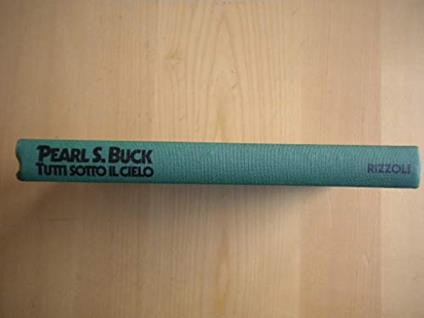 PEARL S. BUCK
TUTTI SOTTO IL CIELO
RIZZOLI